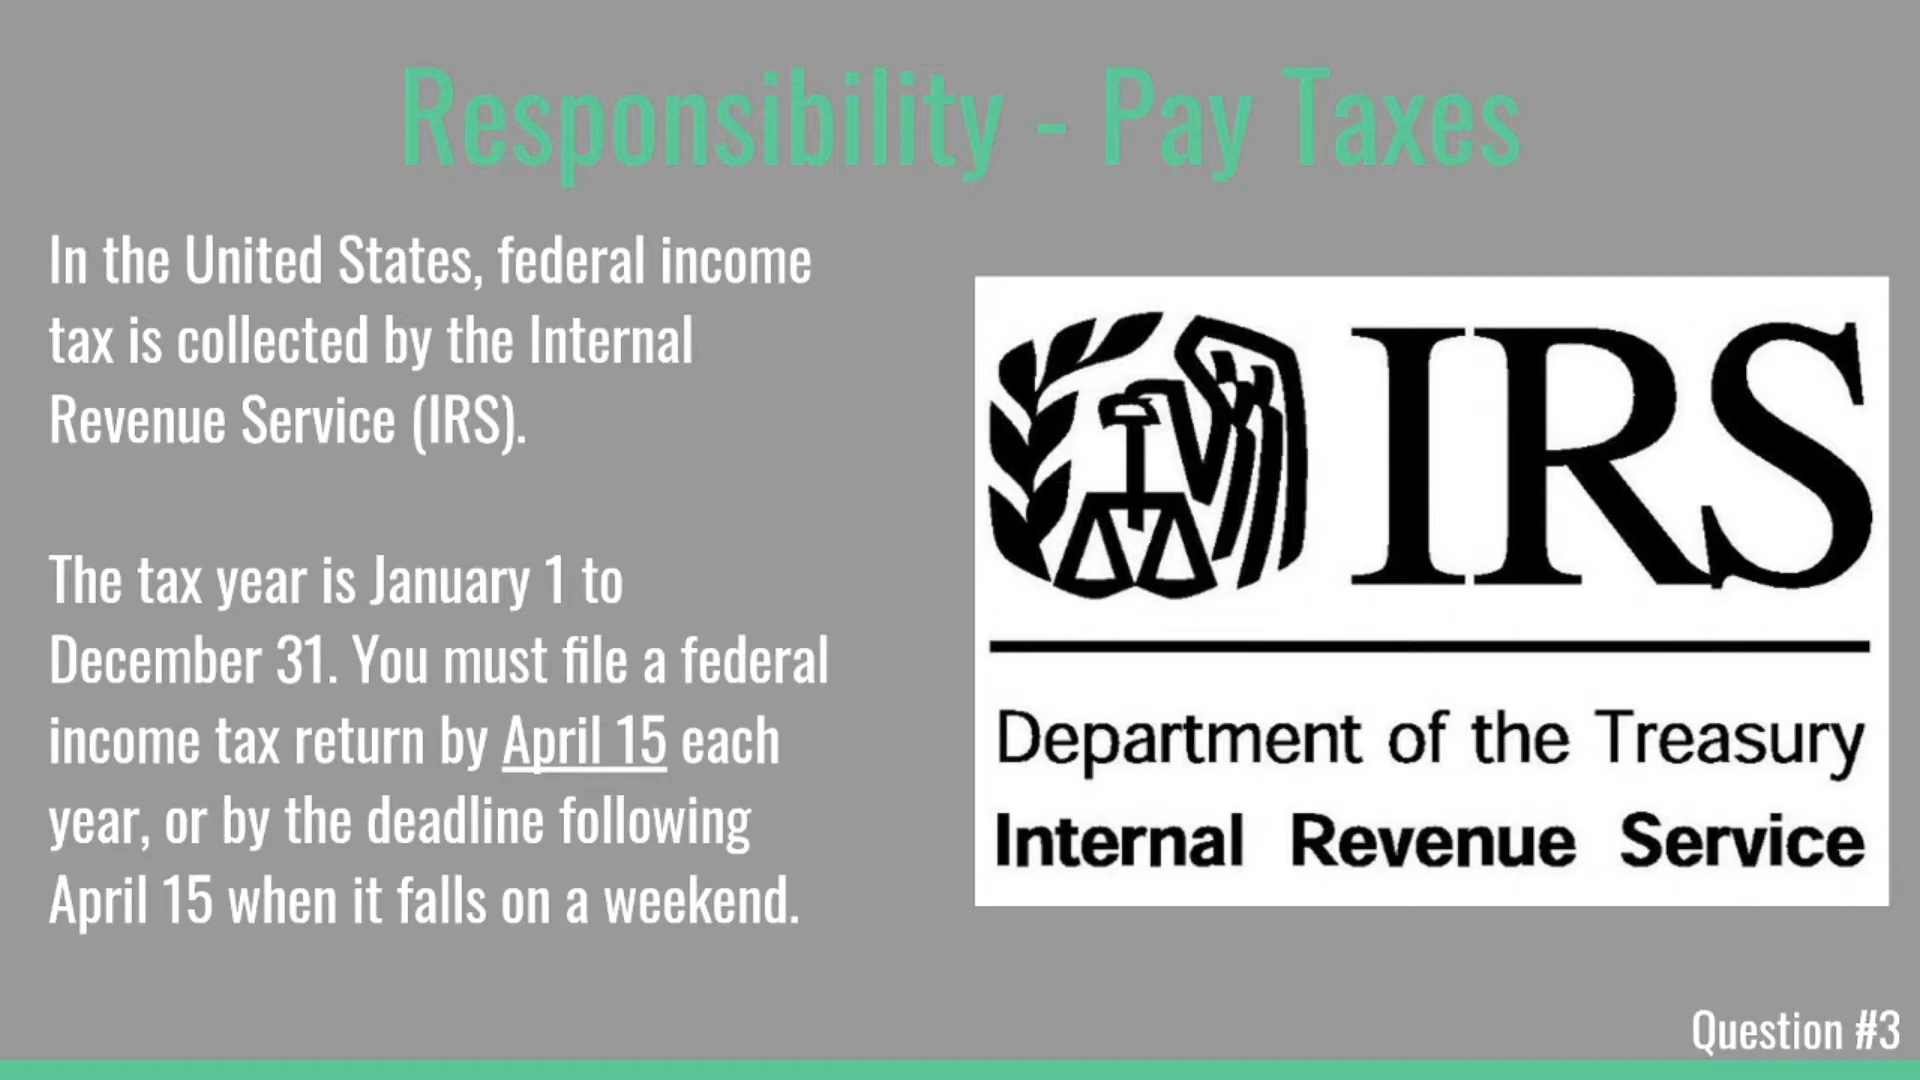 Responsibility - Pay Taxes
In the United States, federal income
tax is collected by the Internal
Revenue Service (IRS).
The tax year is January 1 to
December 31. You must file a federal
income tax return by April 15 each
year, or by the deadline following
April 15 when it falls on a weekend.
IRS
Department of the Treasury
Internal Revenue Service
Question #3